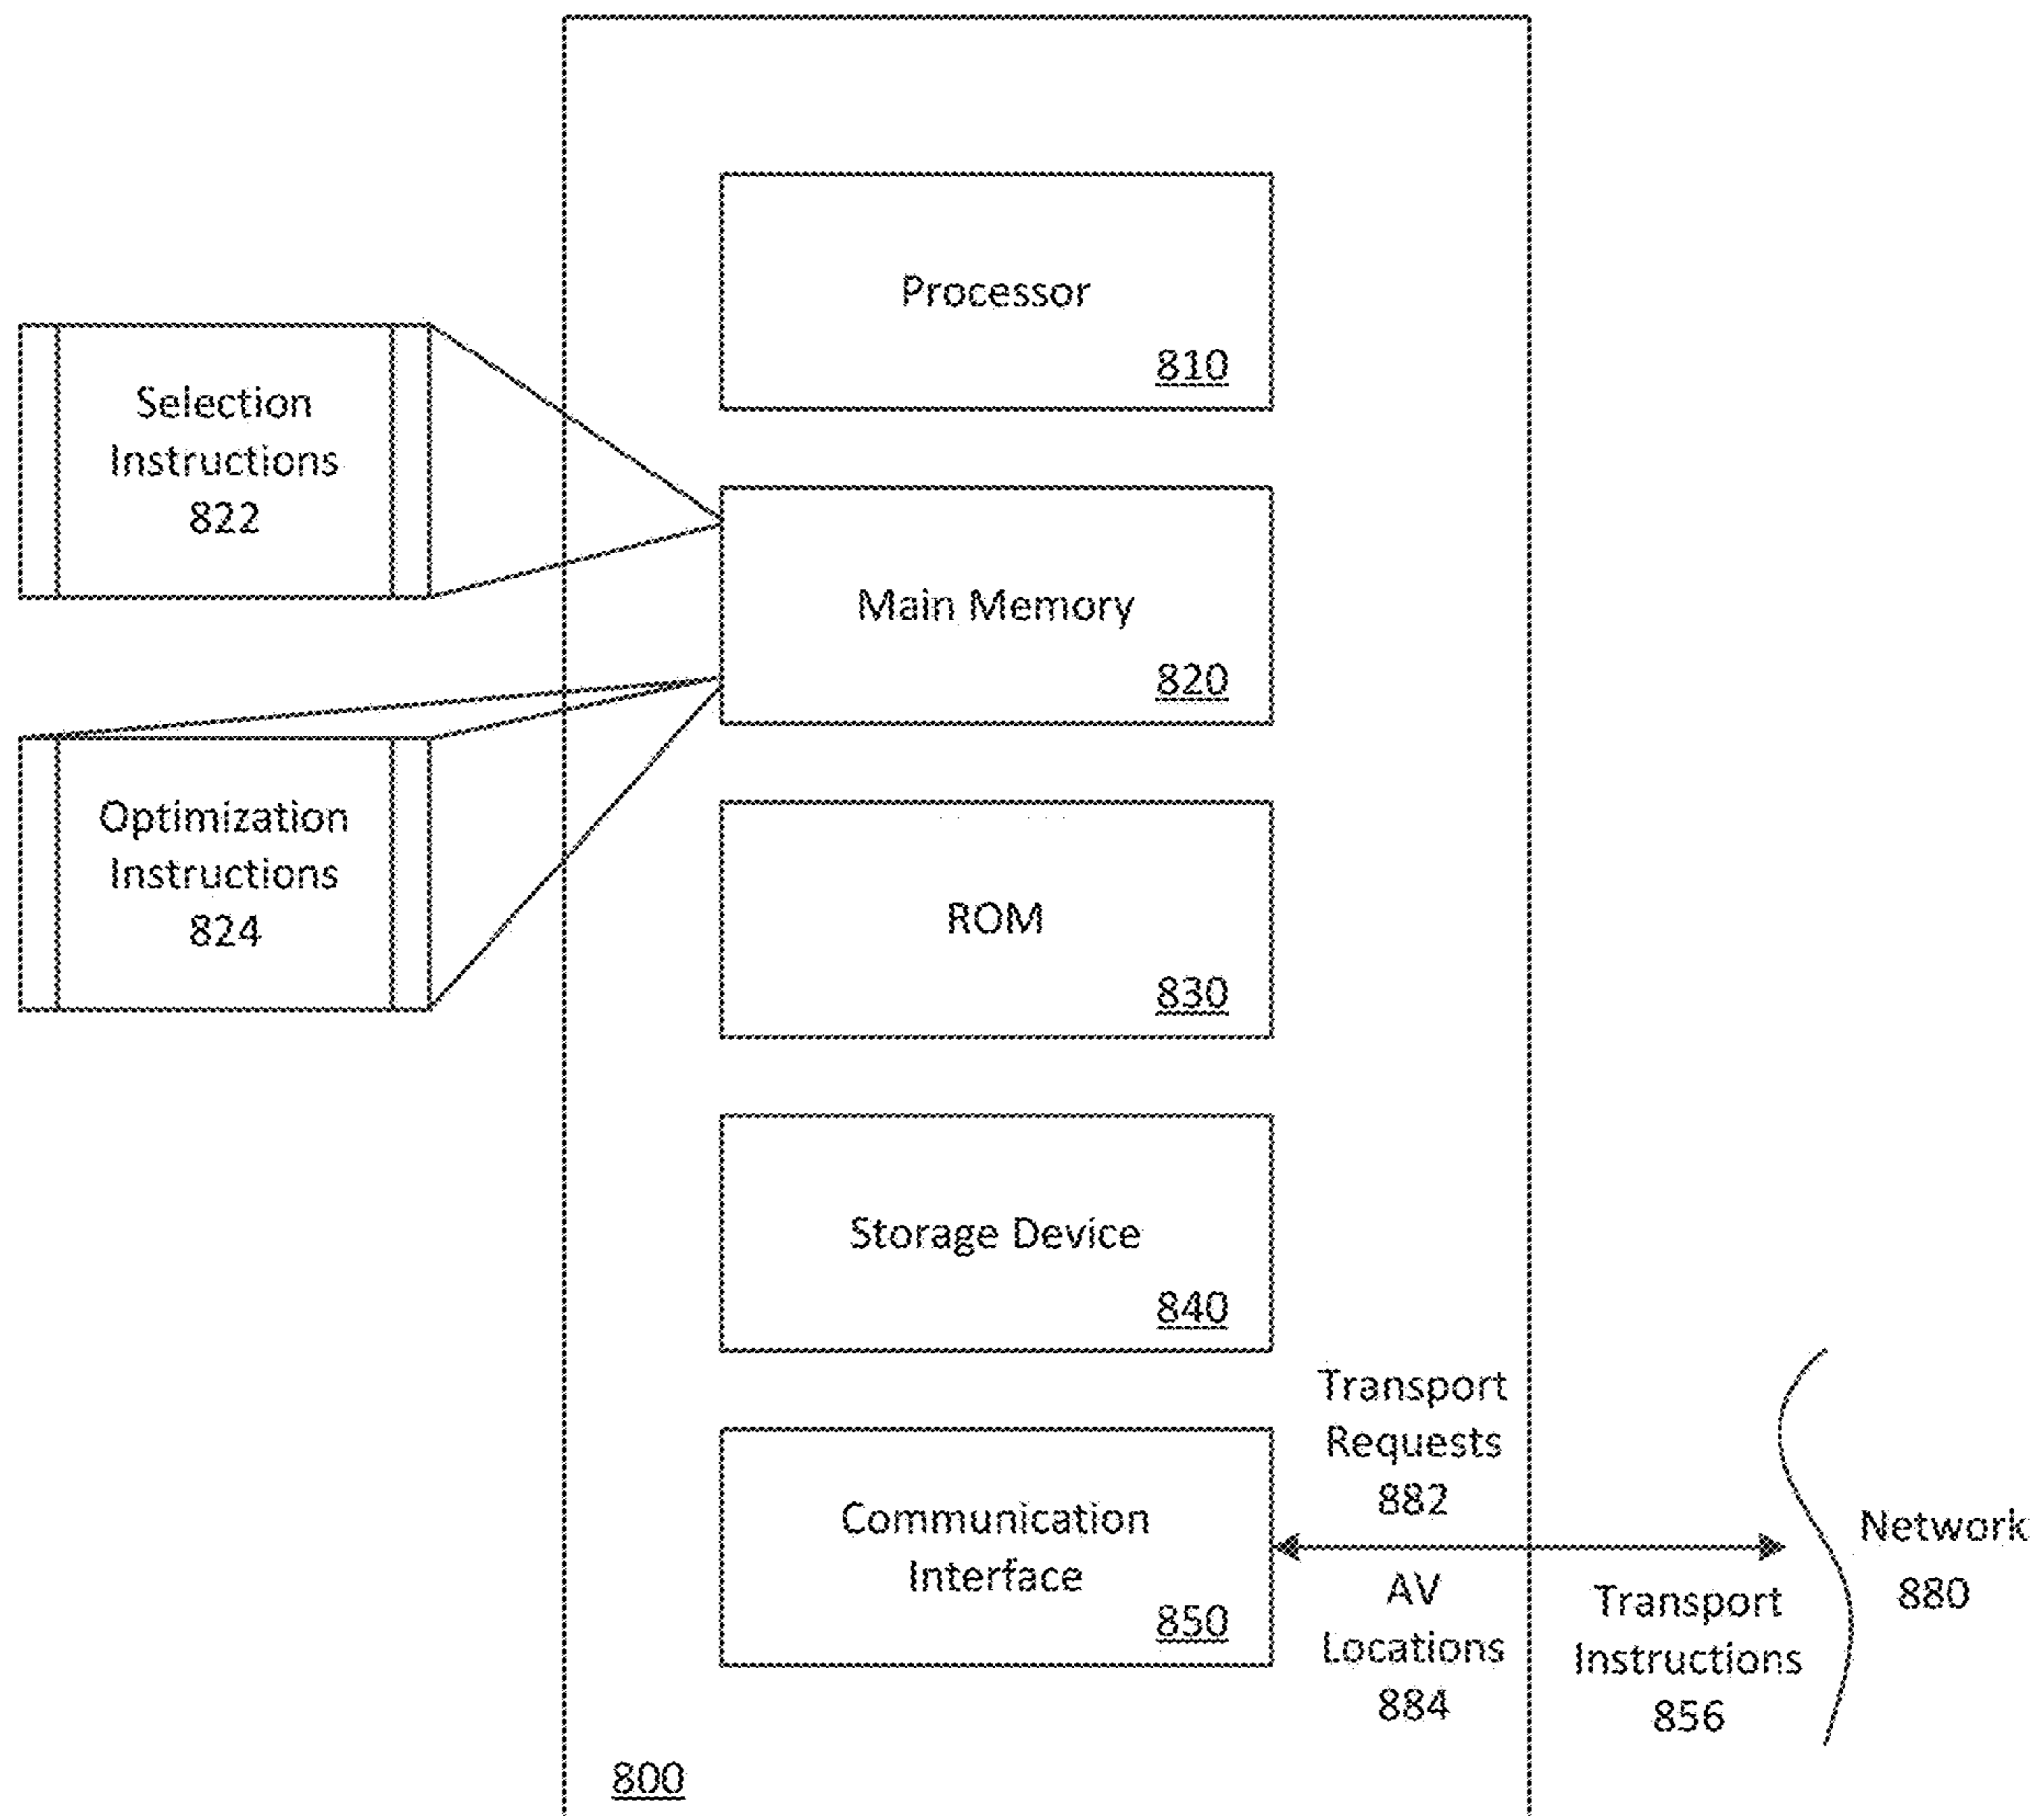 Processor
810
Selection
Instructions
822
Main Memory
820
Optimization
Instructions
824
ROM
830
Storage Device
840
Transport
Requests
882
Communication
Interface
850
AV
Locations
884
Transport
Instructions
856
Network
880
800